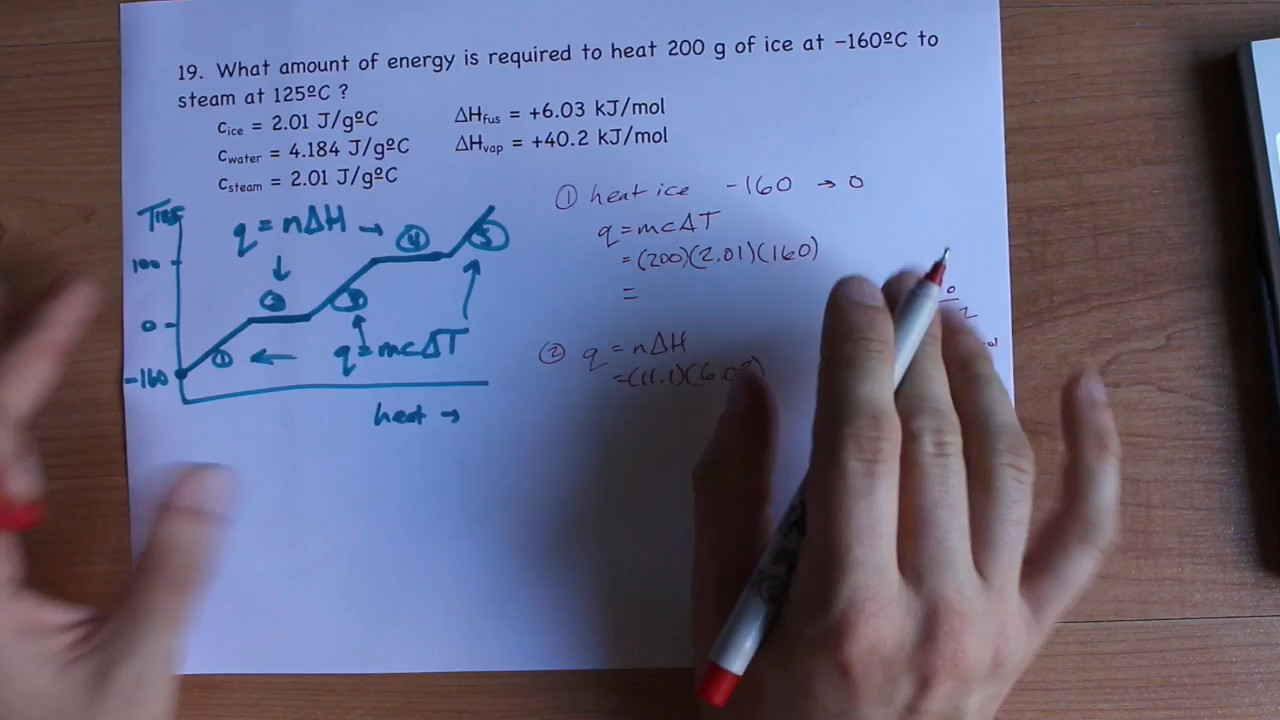 19. What amount of energy is required to heat 200 g of ice at -160ºC to
steam at 125ºC ?
cice = 2.01 J/gºC
cwater = 4.184 J/gºC
csteam = 2.01 J/gºC
ΔHfus = +6.03 kJ/mol
ΔHvap = +40.2 kJ/mol
q = nΔH →
↓
100
0
-160
① ←
②
③
④
⑤
q = mcΔT
heat →
① heat ice -160 → 0
q = mcΔT
= (200)(2.01)(160)
=
② q = nΔH
= (11.1)(6.03)